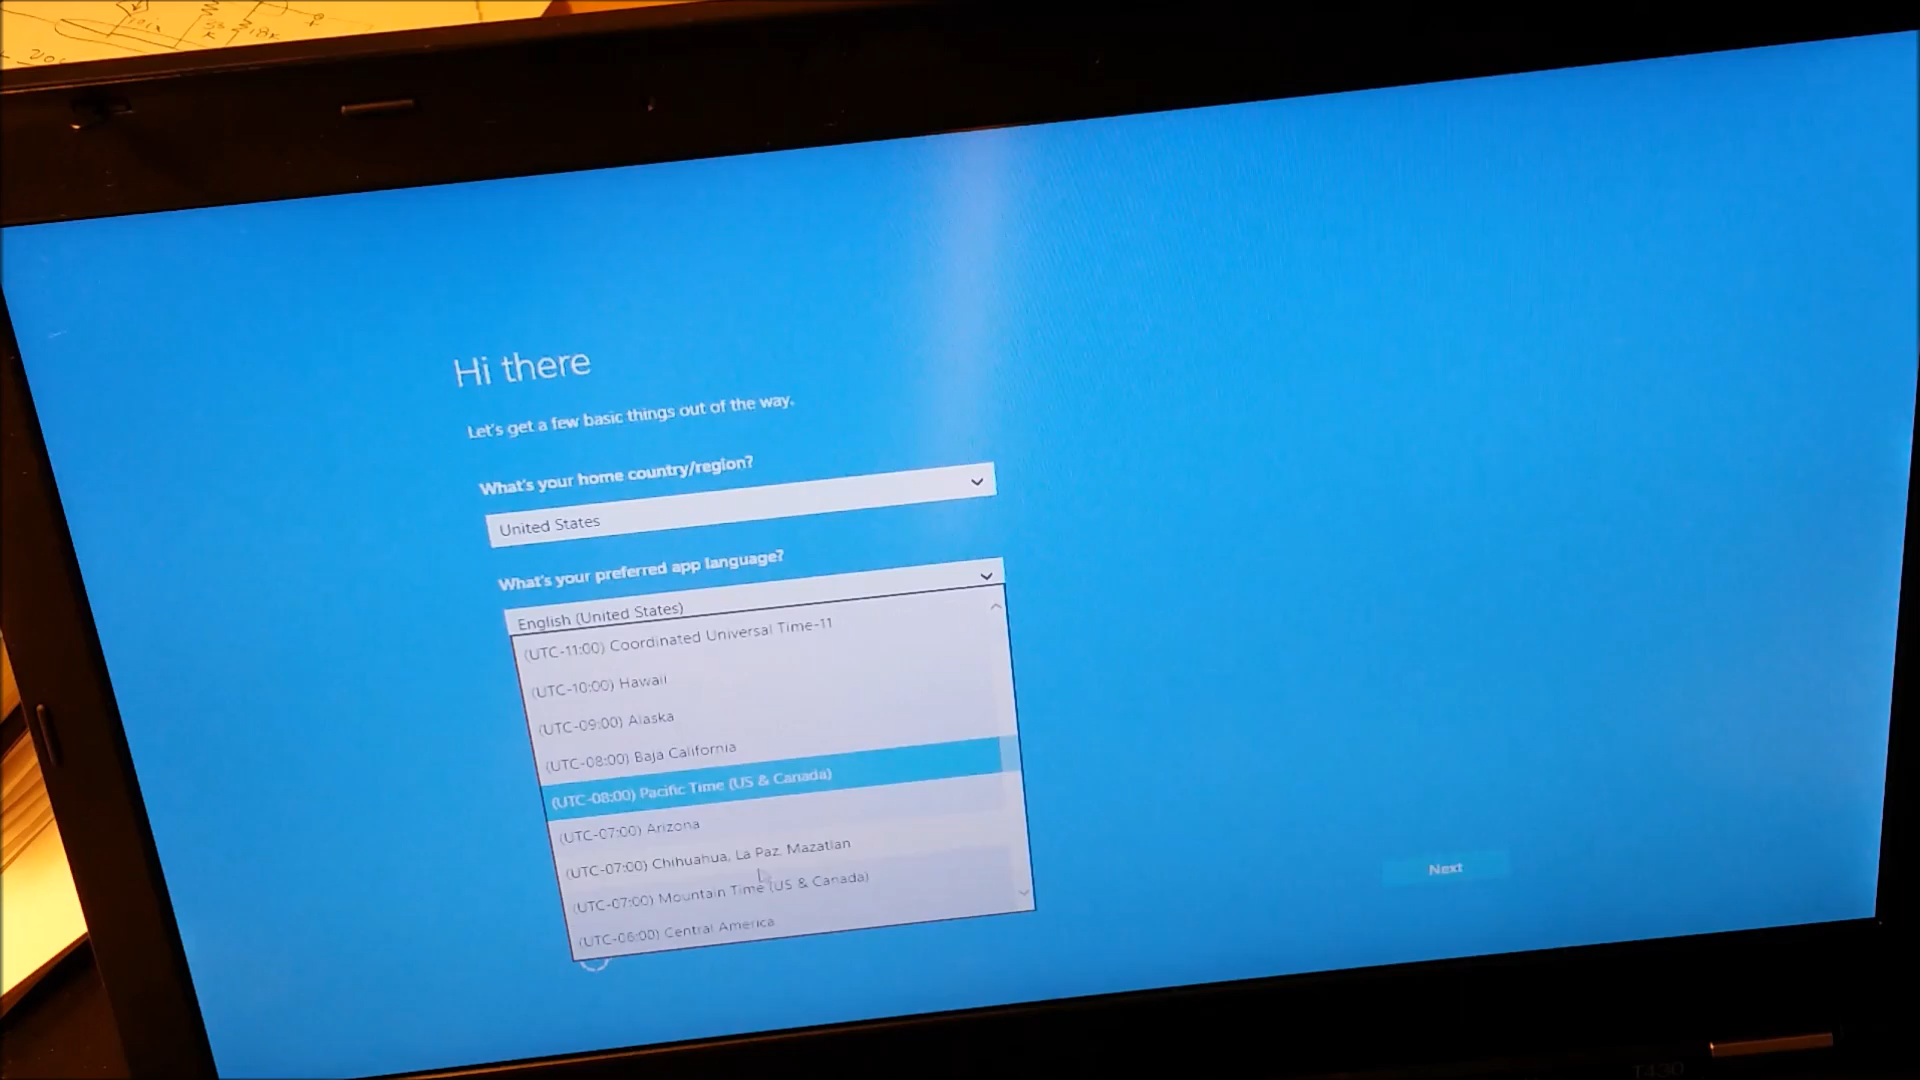 Hi there
Let's get a few basic things out of the way.
What's your home country/region?
United States
What's your preferred app language?
English (United States)
(UTC-11:00) Coordinated Universal Time-11
(UTC-10:00) Hawaii
(UTC-09:00) Alaska
(UTC-08:00) Baja California
(UTC-08:00) Pacific Time (US & Canada)
(UTC-07:00) Arizona
(UTC-07:00) Chihuahua, La Paz, Mazatlan
(UTC-07:00) Mountain Time (US & Canada)
(UTC-06:00) Central America
Next
T430